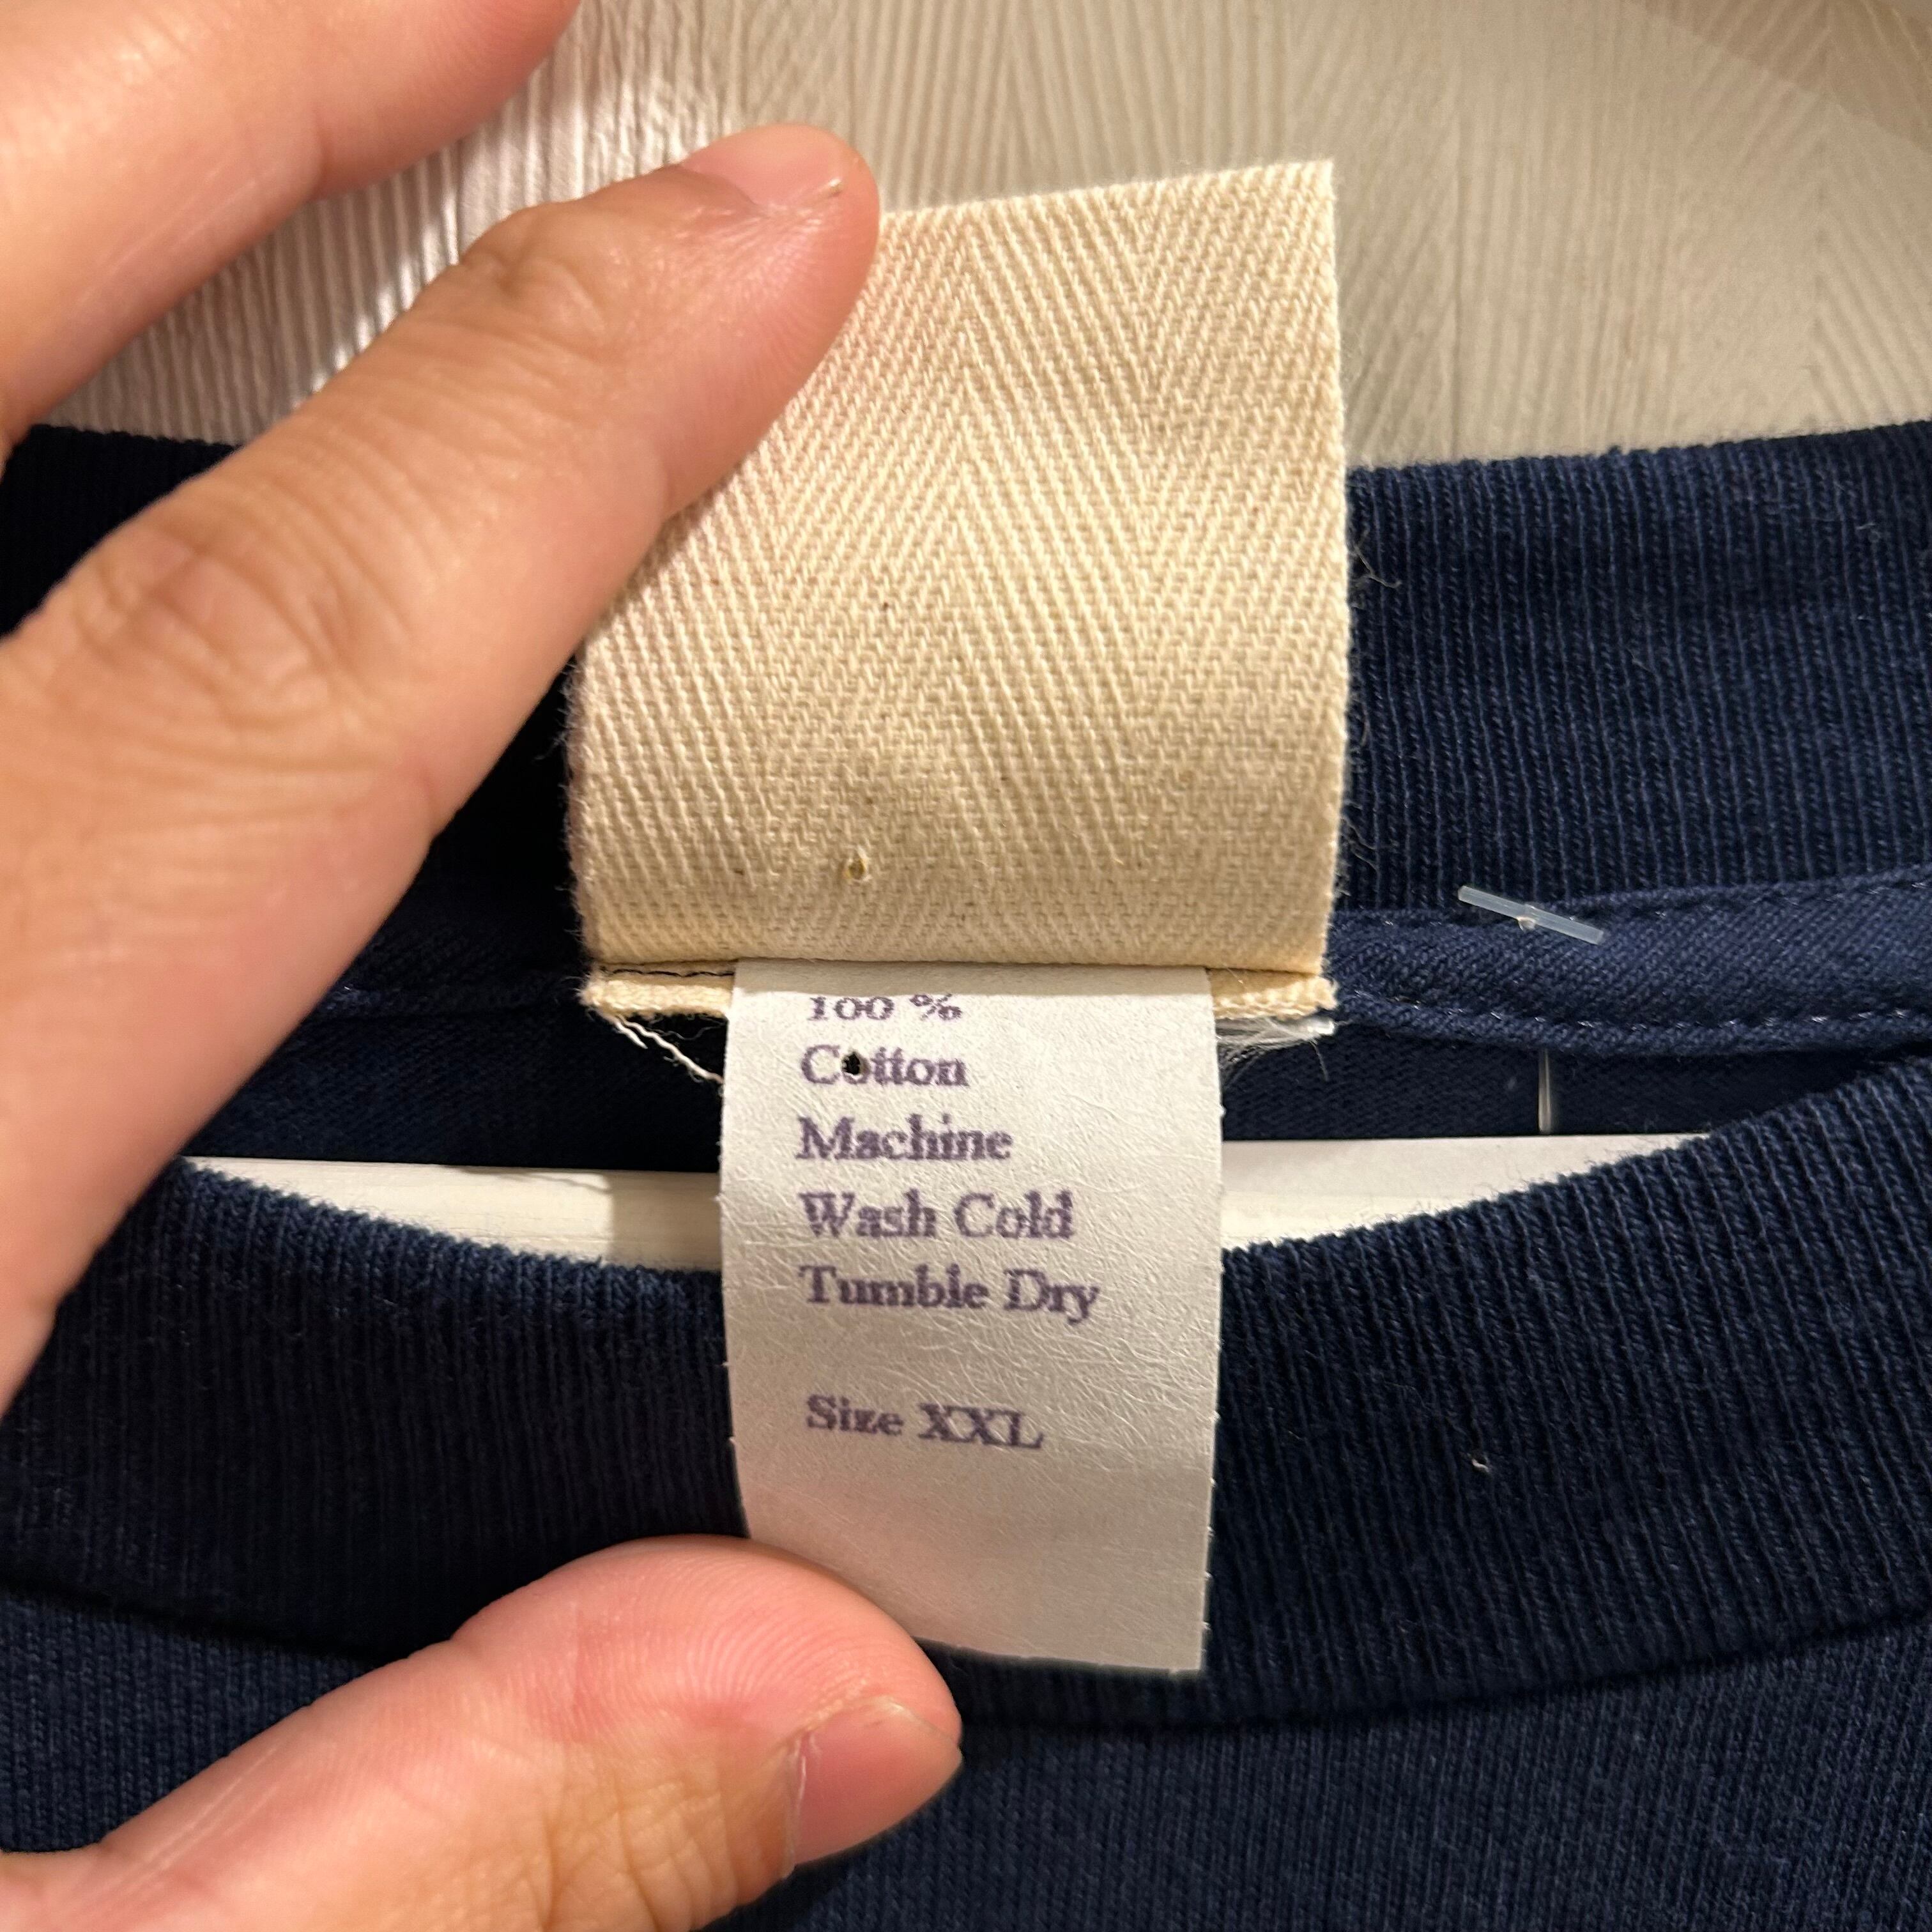 100 %
Cotton
Machine
Wash Cold
Tumble Dry
Size XXL